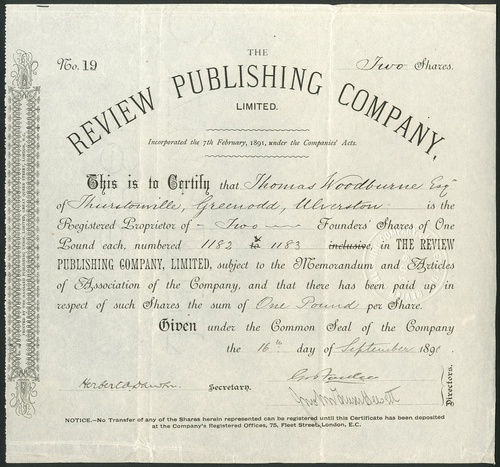 THE
No. 19
Two Shares.
REVIEW PUBLISHING COMPANY,
LIMITED.
Incorporated the 7th February, 1891, under the Companies' Acts.
This is to Certify that Thomas Woodburne Esq
of Thurstonville, Greenodd, Ulverston is the
Registered Proprietor of Two Founders' Shares of One
Pound each, numbered 1182 to & 1183 inclusive, in THE REVIEW
PUBLISHING COMPANY, LIMITED, subject to the Memorandum and Articles
of Association of the Company, and that there has been paid up in
respect of such Shares the sum of One Pound per Share.
Given under the Common Seal of the Company
the 16th day of September 1891.
Secretary.
Directors.
NOTICE.—No Transfer of any of the Shares herein represented can be registered until this Certificate has been deposited
at the Company's Registered Offices, 75, Fleet Street, London, E.C.